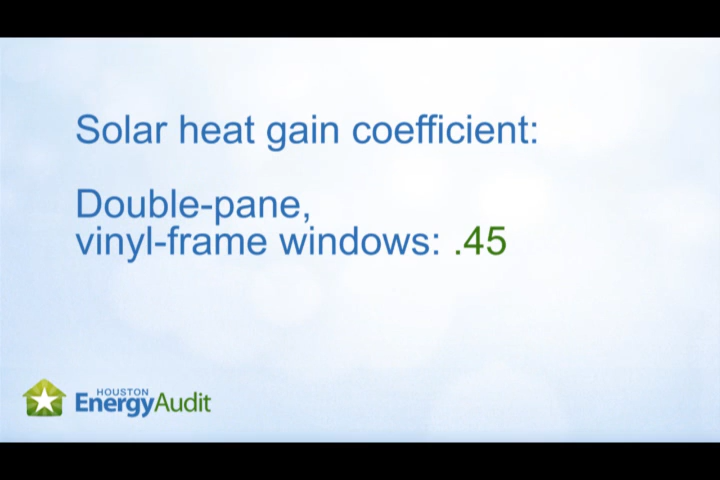 Solar heat gain coefficient:
Double-pane,
vinyl-frame windows: .45
HOUSTON
EnergyAudit